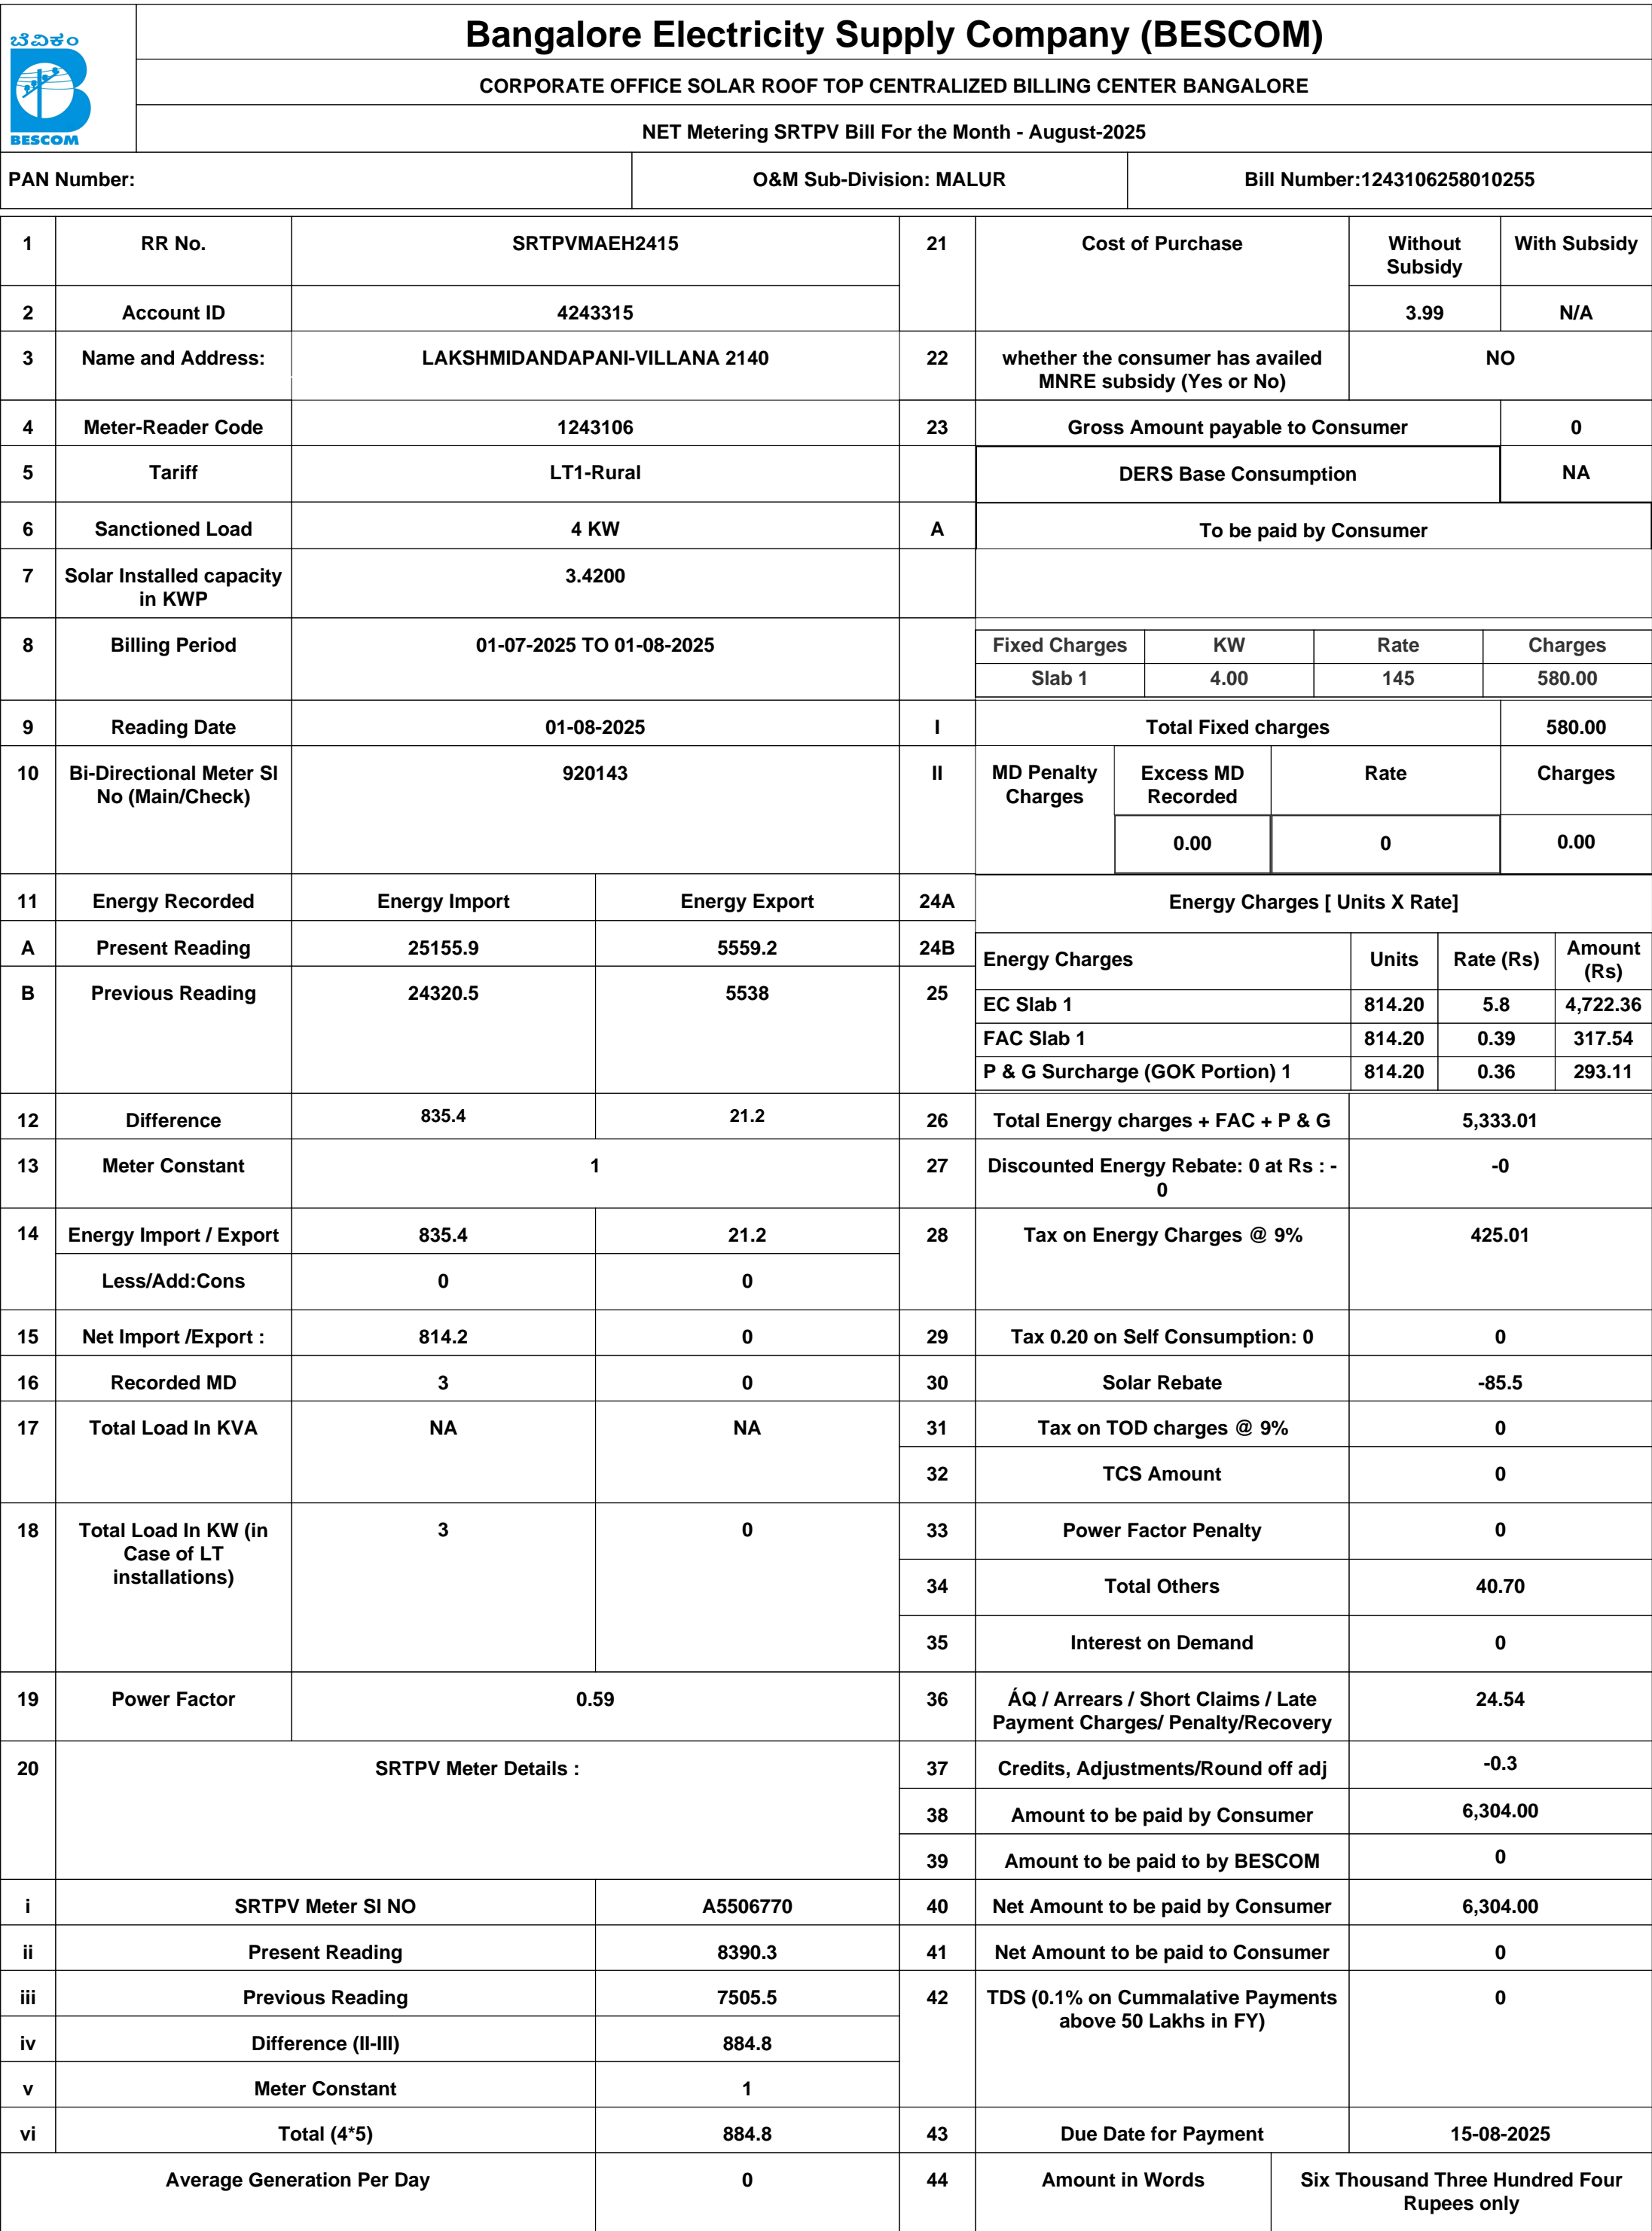 ಬೆವಿಕಂ
BESCOM
Bangalore Electricity Supply Company (BESCOM)
CORPORATE OFFICE SOLAR ROOF TOP CENTRALIZED BILLING CENTER BANGALORE
NET Metering SRTPV Bill For the Month - August-2025
PAN Number:
O&M Sub-Division: MALUR
Bill Number:1243106258010255
1 RR No. SRTPVMAEH2415
2 Account ID 4243315
3 Name and Address: LAKSHMIDANDAPANI-VILLANA 2140
4 Meter-Reader Code 1243106
5 Tariff LT1-Rural
6 Sanctioned Load 4 KW
7 Solar Installed capacity
in KWP 3.4200
8 Billing Period 01-07-2025 TO 01-08-2025
9 Reading Date 01-08-2025
10 Bi-Directional Meter SI
No (Main/Check) 920143
11 Energy Recorded Energy Import Energy Export
A Present Reading 25155.9 5559.2
B Previous Reading 24320.5 5538
12 Difference 835.4 21.2
13 Meter Constant 1
14 Energy Import / Export 835.4 21.2
Less/Add:Cons 0 0
15 Net Import /Export : 814.2 0
16 Recorded MD 3 0
17 Total Load In KVA NA NA
18 Total Load In KW (in
Case of LT
installations) 3 0
19 Power Factor 0.59
20 SRTPV Meter Details :
i SRTPV Meter SI NO A5506770
ii Present Reading 8390.3
iii Previous Reading 7505.5
iv Difference (II-III) 884.8
v Meter Constant 1
vi Total (4*5) 884.8
Average Generation Per Day 0
21 Cost of Purchase Without
Subsidy With Subsidy
3.99 N/A
22 whether the consumer has availed
MNRE subsidy (Yes or No) NO
23 Gross Amount payable to Consumer 0
DERS Base Consumption NA
A To be paid by Consumer
Fixed Charges KW Rate Charges
Slab 1 4.00 145 580.00
I Total Fixed charges 580.00
II MD Penalty
Charges Excess MD
Recorded Rate Charges
0.00 0 0.00
24A Energy Charges [ Units X Rate]
24B Energy Charges Units Rate (Rs) Amount
(Rs)
25 EC Slab 1 814.20 5.8 4,722.36
FAC Slab 1 814.20 0.39 317.54
P & G Surcharge (GOK Portion) 1 814.20 0.36 293.11
26 Total Energy charges + FAC + P & G 5,333.01
27 Discounted Energy Rebate: 0 at Rs : -
0 -0
28 Tax on Energy Charges @ 9% 425.01
29 Tax 0.20 on Self Consumption: 0 0
30 Solar Rebate -85.5
31 Tax on TOD charges @ 9% 0
32 TCS Amount 0
33 Power Factor Penalty 0
34 Total Others 40.70
35 Interest on Demand 0
36 ÁQ / Arrears / Short Claims / Late
Payment Charges/ Penalty/Recovery 24.54
37 Credits, Adjustments/Round off adj -0.3
38 Amount to be paid by Consumer 6,304.00
39 Amount to be paid to by BESCOM 0
40 Net Amount to be paid by Consumer 6,304.00
41 Net Amount to be paid to Consumer 0
42 TDS (0.1% on Cummalative Payments
above 50 Lakhs in FY) 0
43 Due Date for Payment 15-08-2025
44 Amount in Words Six Thousand Three Hundred Four
Rupees only